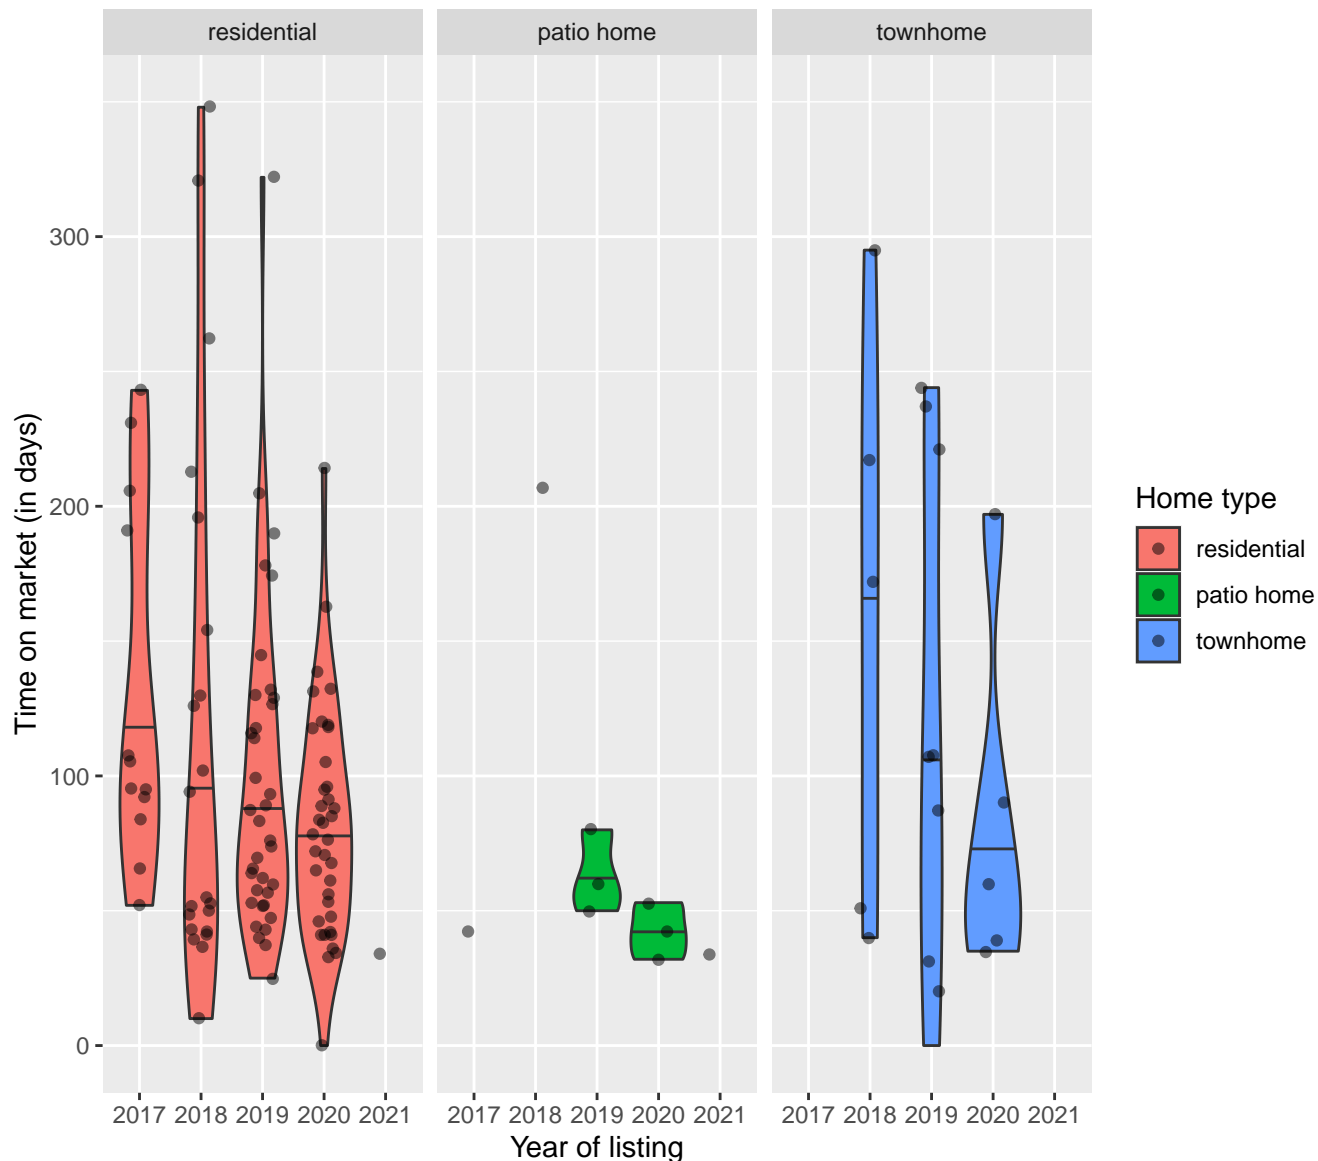 residential patio home townhome
300
200
100
0
Time on market (in days)
2017 2018 2019 2020 2021 2017 2018 2019 2020 2021 2017 2018 2019 2020 2021
Year of listing
Home type
residential
patio home
townhome